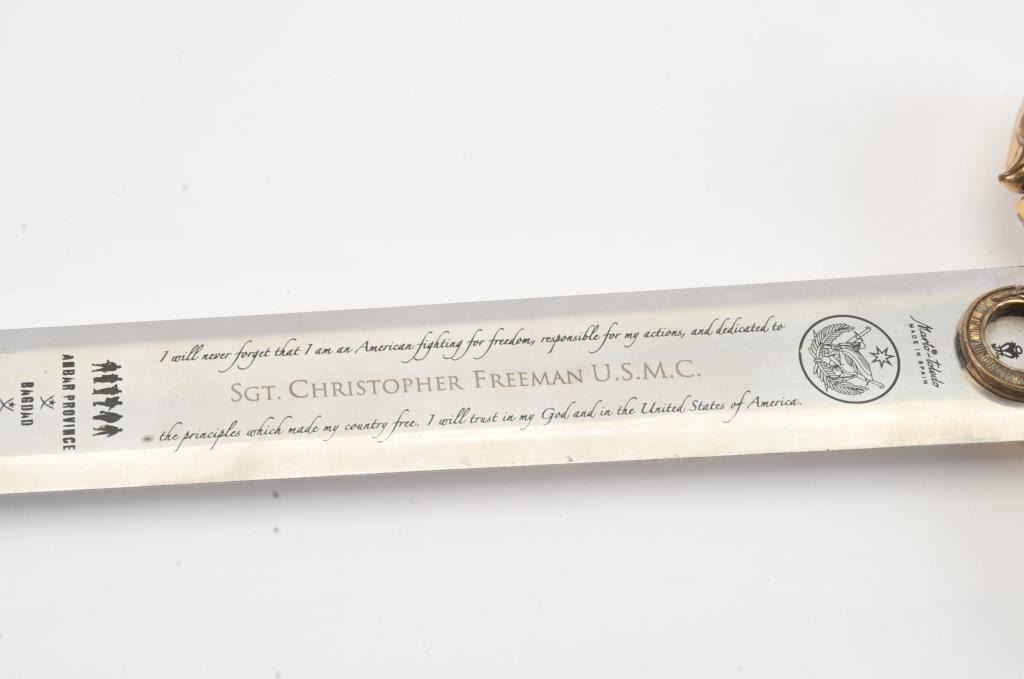 I will never forget that I am an American fighting for freedom, responsible for my actions, and dedicated to
SGT. CHRISTOPHER FREEMAN U.S.M.C.
the principles which made my country free. I will trust in my God and in the United States of America.
ANBAR PROVINCE
BAGDAD
Marto® Toledo
MADE IN SPAIN